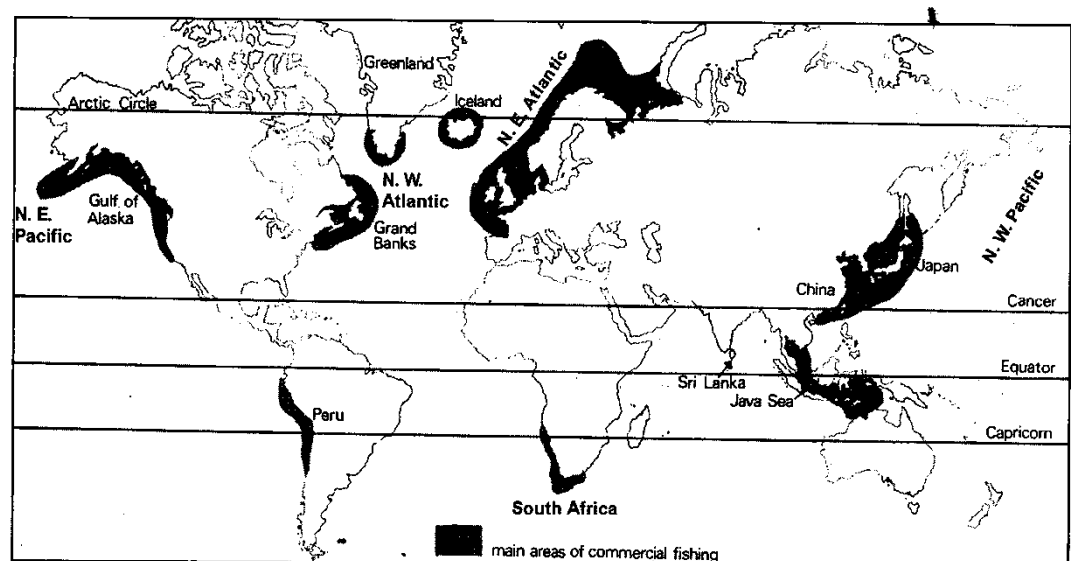 Greenland
Arctic Circle
Iceland
N. E. Atlantic
N. W.
Atlantic
Gulf of
Alaska
N. E.
Pacific
Grand
Banks
N. W. Pacific
Japan
China
Cancer
Equator
Sri Lanka
Java Sea
Peru
Capricorn
South Africa
main areas of commercial fishing